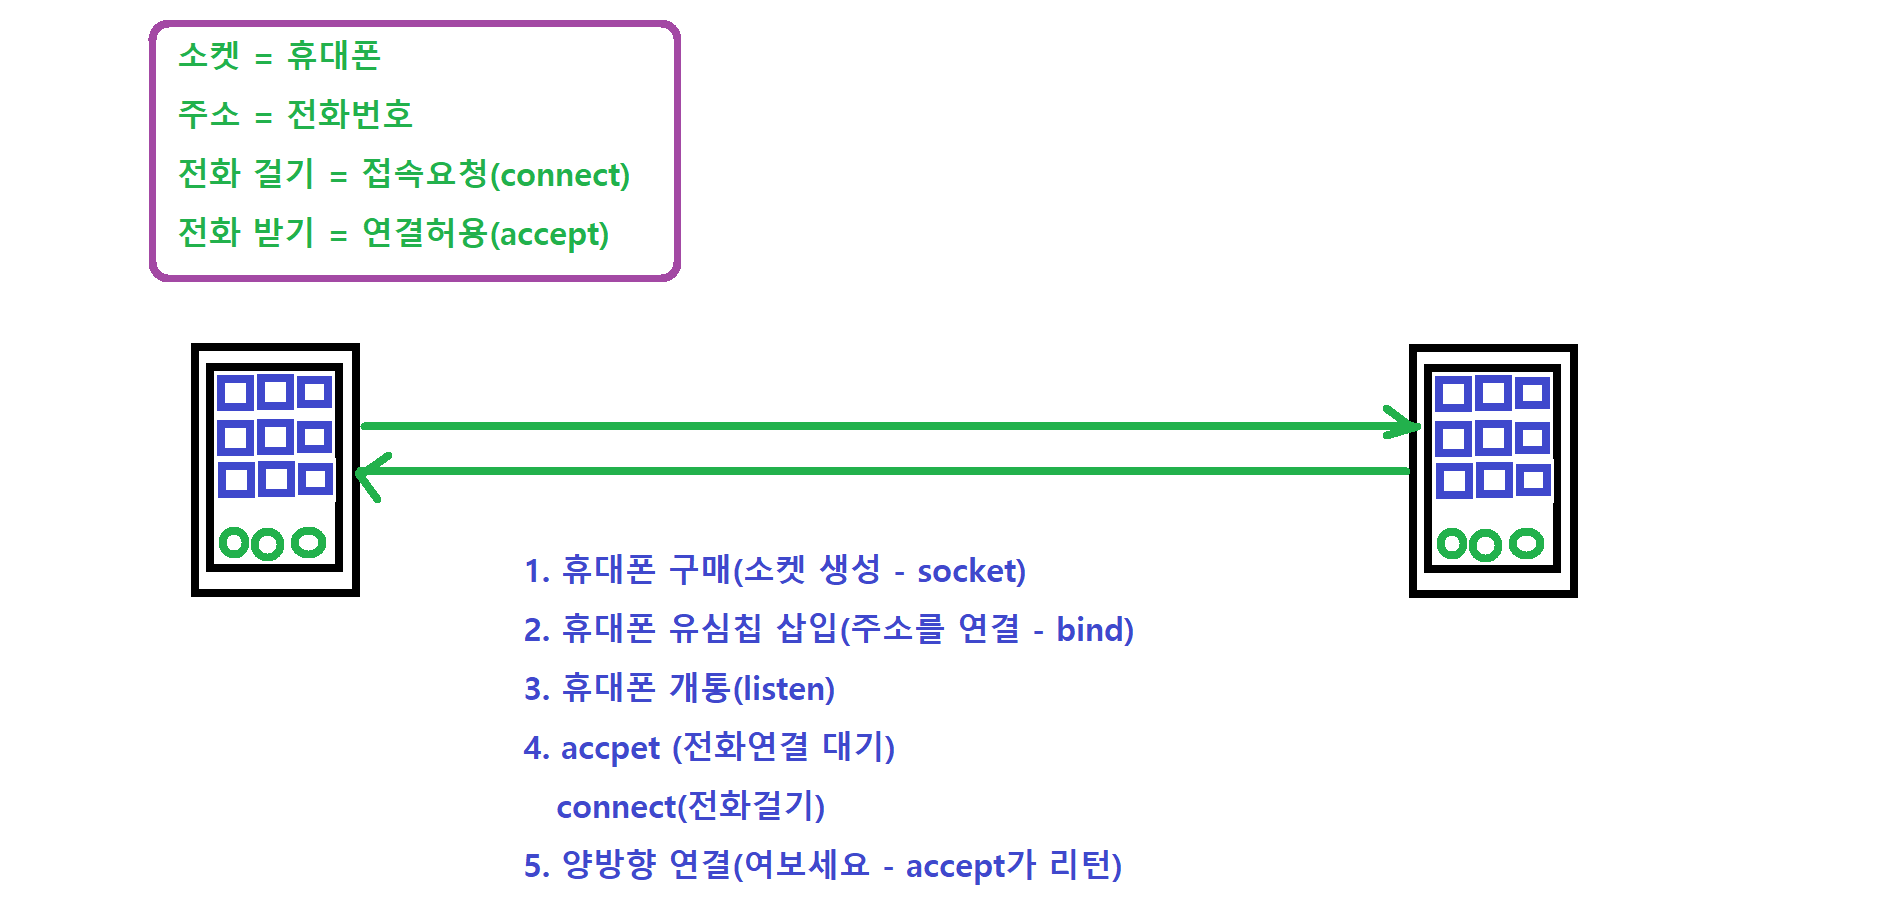 소켓 = 휴대폰
주소 = 전화번호
전화 걸기 = 접속요청(connect)
전화 받기 = 연결허용(accept)
1. 휴대폰 구매(소켓 생성 - socket)
2. 휴대폰 유심칩 삽입(주소를 연결 - bind)
3. 휴대폰 개통(listen)
4. accpet (전화연결 대기)
connect(전화걸기)
5. 양방향 연결(여보세요 - accept가 리턴)